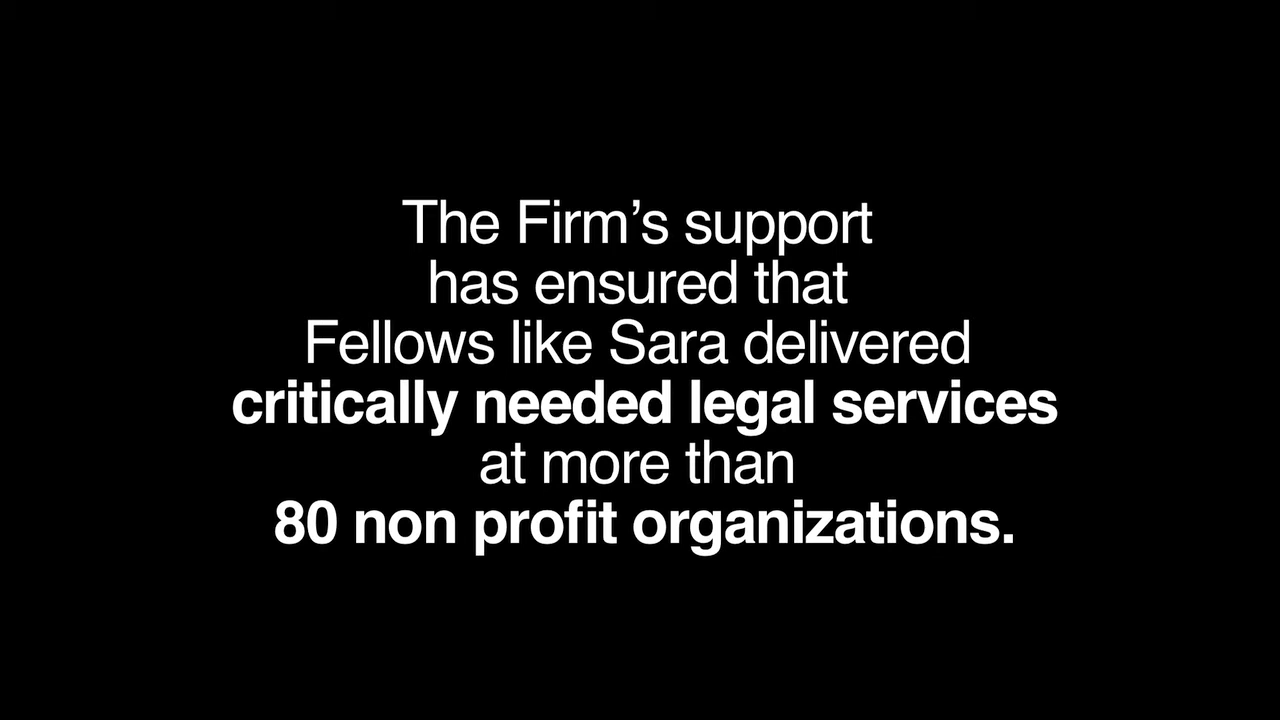 The Firm’s support
has ensured that
Fellows like Sara delivered
critically needed legal services
at more than
80 non profit organizations.